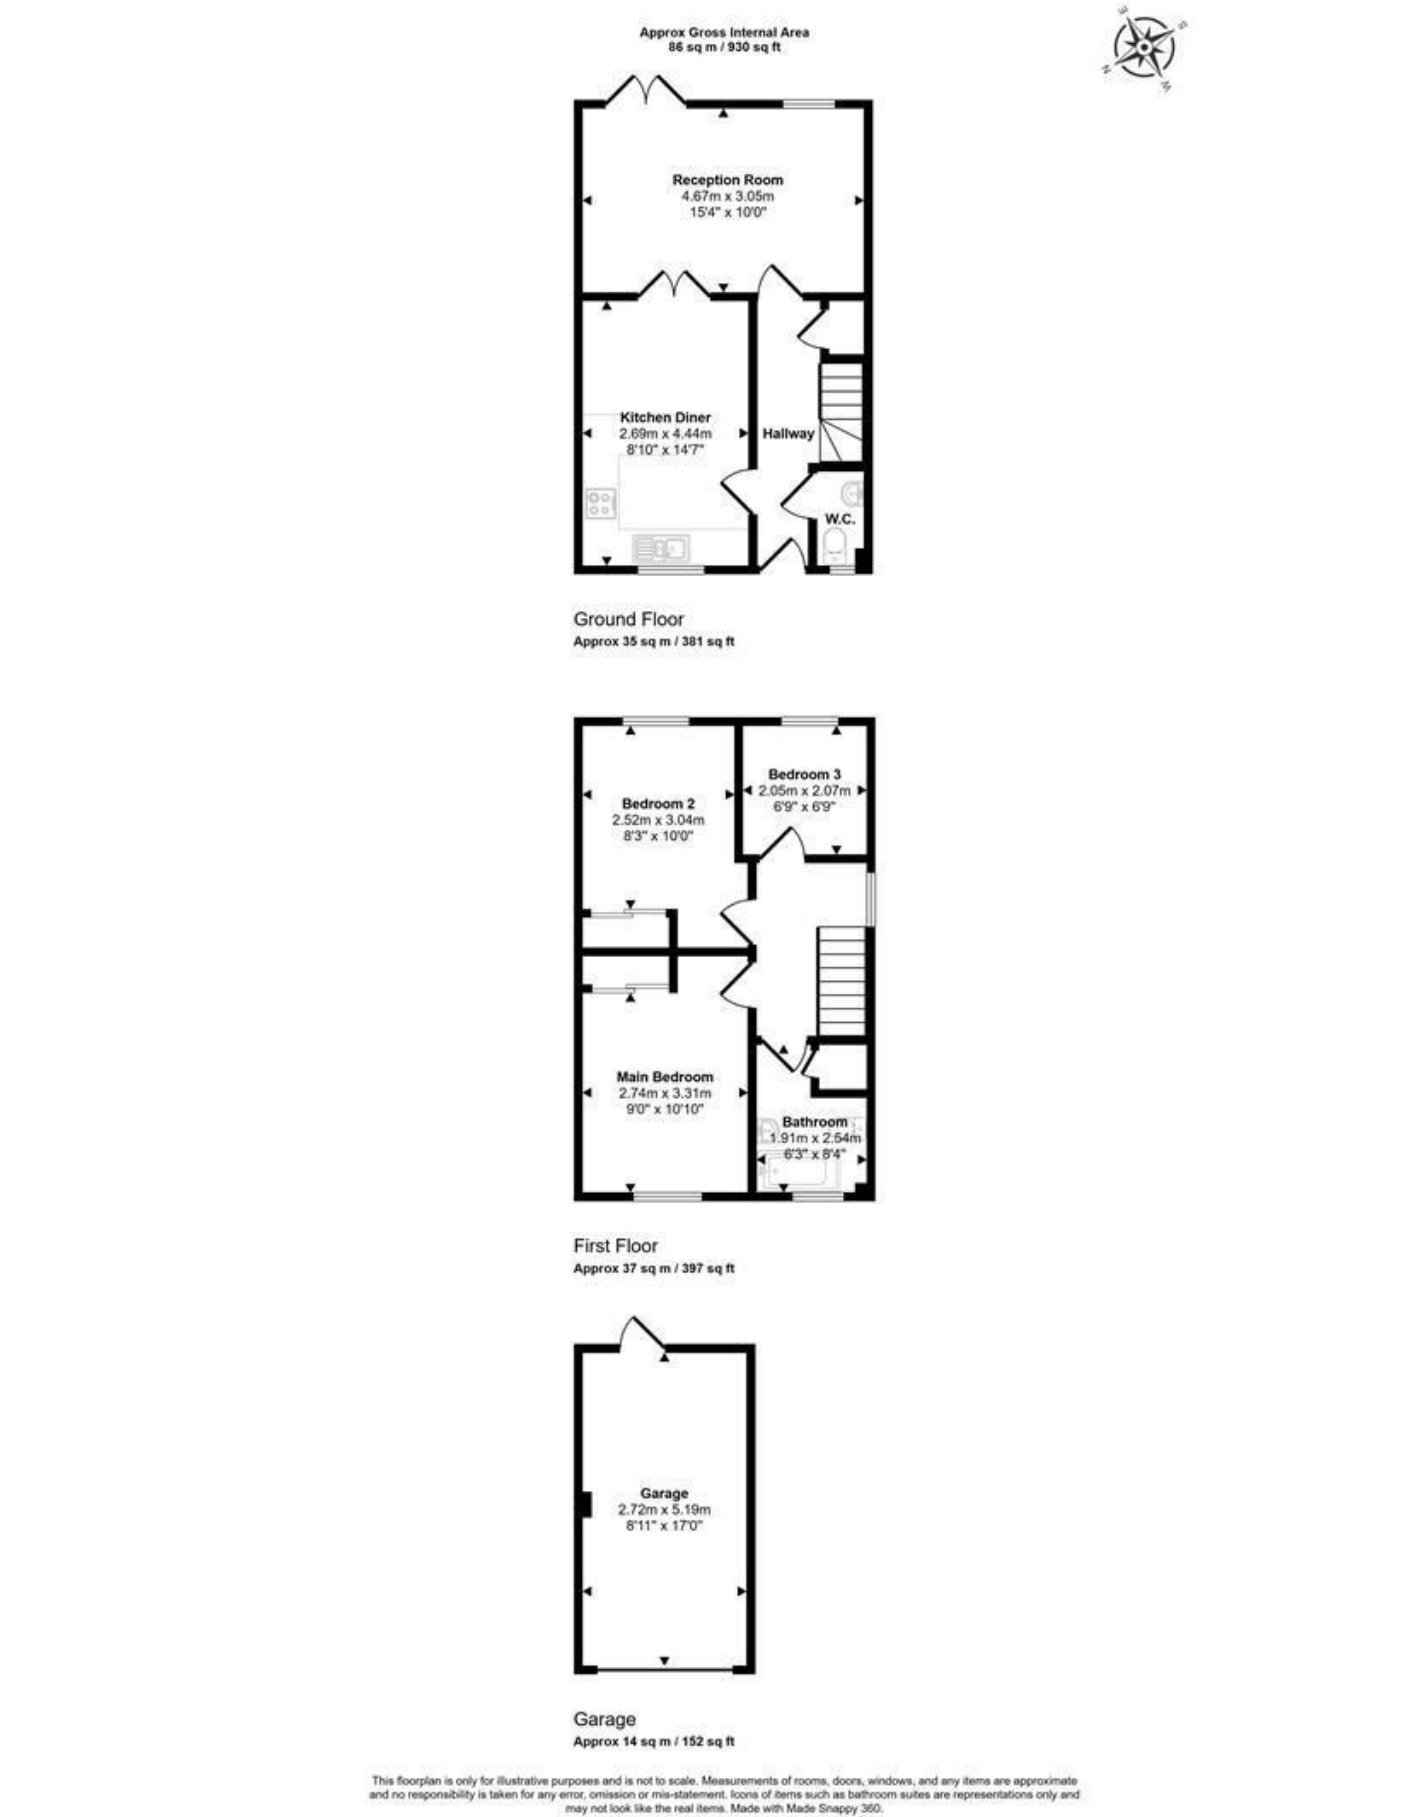 Approx Gross Internal Area
86 sq m / 930 sq ft
E
S
N
W
Reception Room
4.67m x 3.05m
15'4" x 10'0"
Kitchen Diner
2.69m x 4.44m
8'10" x 14'7"
Hallway
W.C.
Ground Floor
Approx 35 sq m / 381 sq ft
Bedroom 3
2.05m x 2.07m
6'9" x 6'9"
Bedroom 2
2.52m x 3.04m
8'3" x 10'0"
Main Bedroom
2.74m x 3.31m
9'0" x 10'10"
Bathroom
1.91m x 2.54m
6'3" x 8'4"
First Floor
Approx 37 sq m / 397 sq ft
Garage
2.72m x 5.19m
8'11" x 17'0"
Garage
Approx 14 sq m / 152 sq ft
This floorplan is only for illustrative purposes and is not to scale. Measurements of rooms, doors, windows, and any items are approximate
and no responsibility is taken for any error, omission or mis-statement. Icons of items such as bathroom suites are representations only and
may not look like the real items. Made with Made Snappy 360.